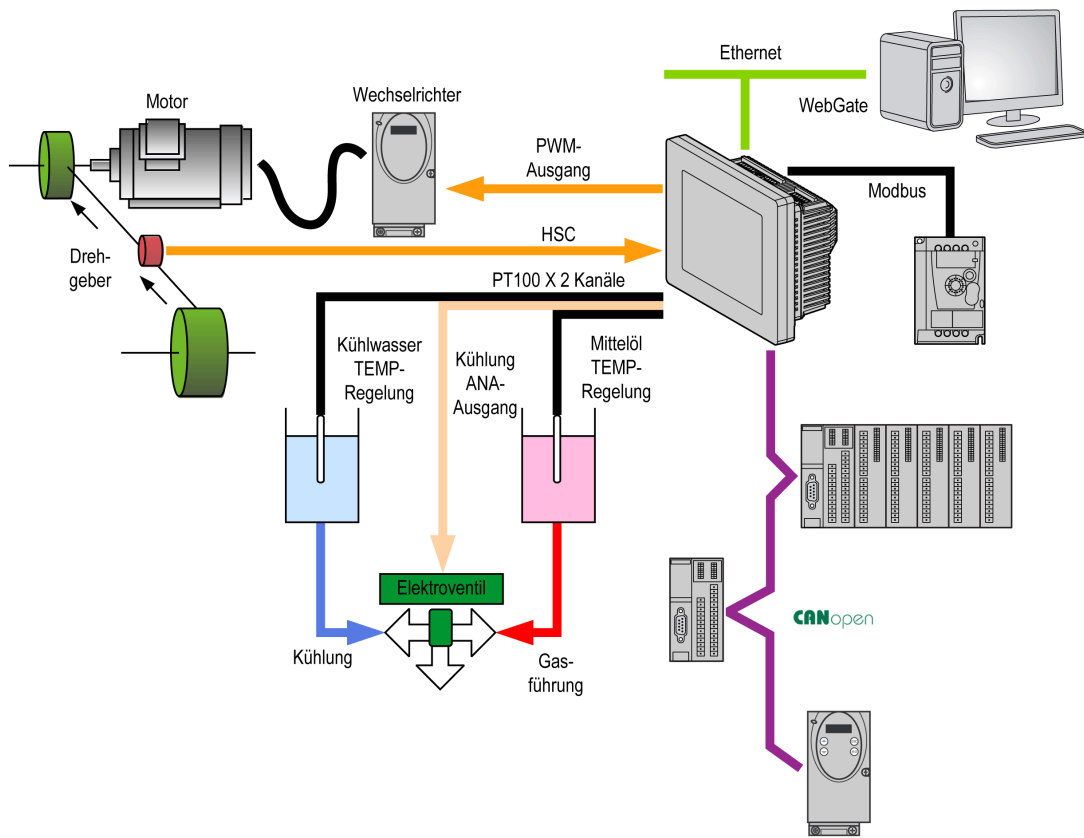 Ethernet
WebGate
Wechselrichter
Motor
PWM-
Ausgang
Modbus
HSC
Dreh-
geber
PT100 X 2 Kanäle
Kühlwasser
TEMP-
Regelung
Kühlung
ANA-
Ausgang
Mittelöl
TEMP-
Regelung
Elektroventil
CANopen
Kühlung
Gas-
führung